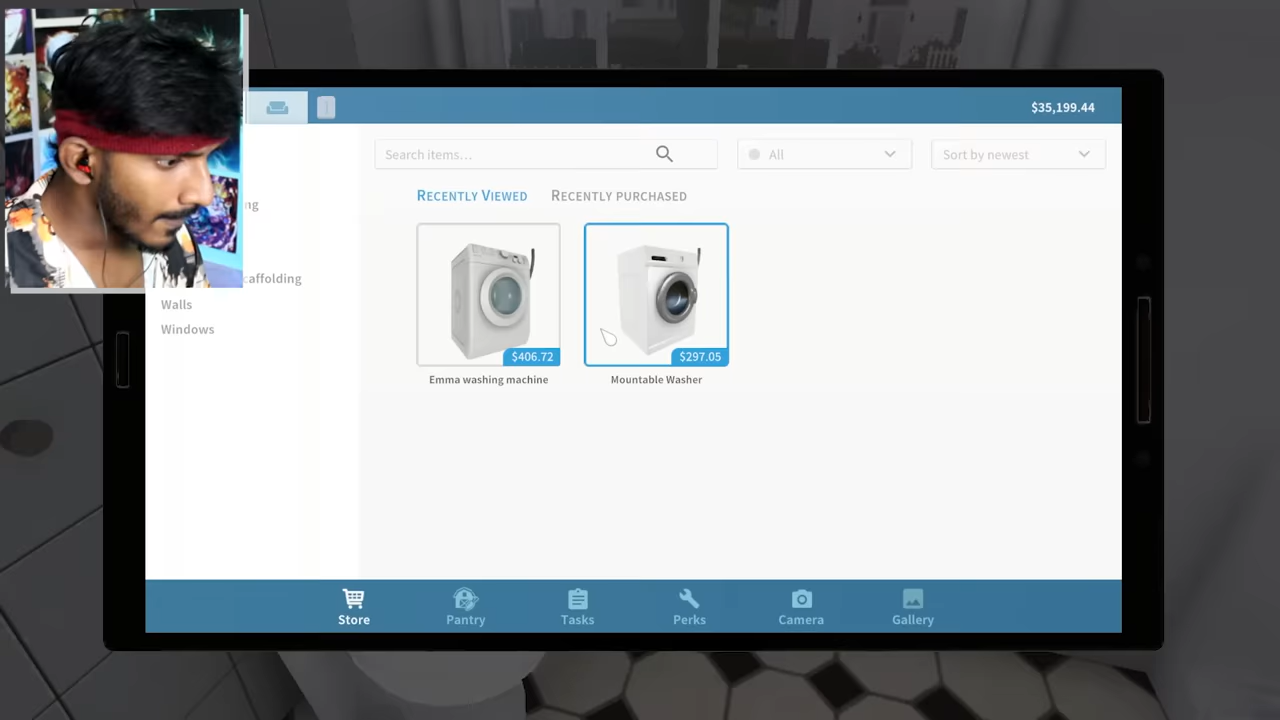 $35,199.44
Search items...
All
Sort by newest
RECENTLY VIEWED
RECENTLY PURCHASED
$406.72
$297.05
Emma washing machine
Mountable Washer
Walls
Windows
Store
Pantry
Tasks
Perks
Camera
Gallery